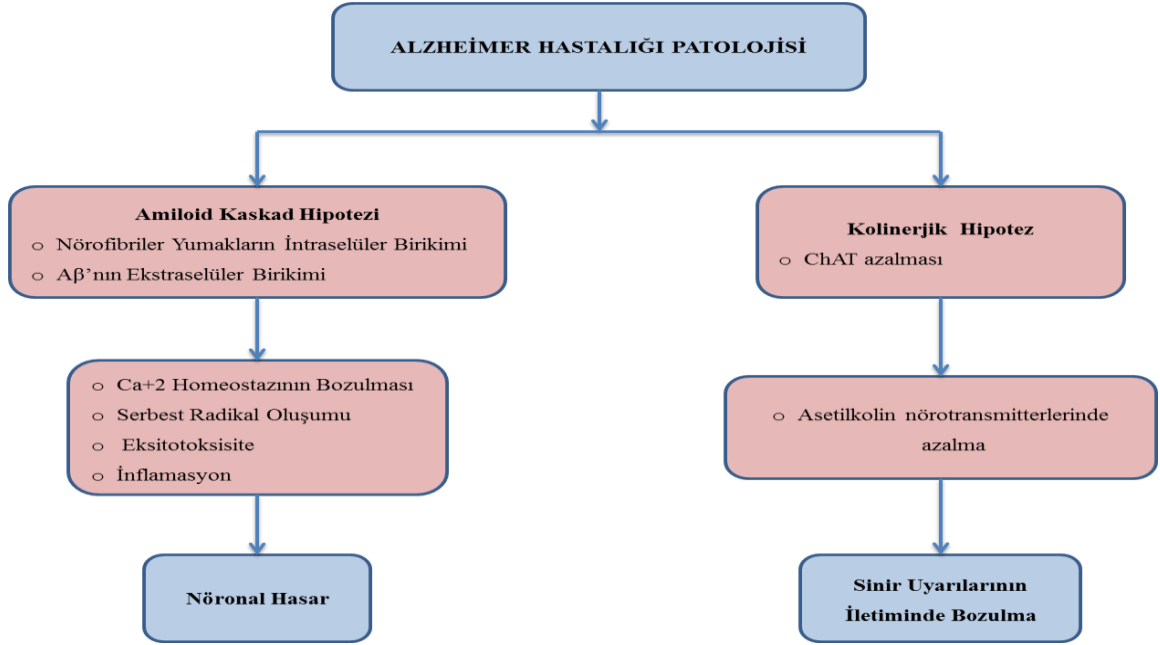 ALZHEİMER HASTALIĞI PATOLOJİSİ
Amiloid Kaskad Hipotezi
o Nörofibriler Yumakların İntraselüler Birikimi
o Aβ’nın Ekstraselüler Birikimi
Kolinerjik Hipotez
o ChAT azalması
o Ca+2 Homeostazının Bozulması
o Serbest Radikal Oluşumu
o Eksitotoksisite
o İnflamasyon
o Asetilkolin nörotransmitterlerinde
azalma
Nöronal Hasar
Sinir Uyarılarının
İletiminde Bozulma